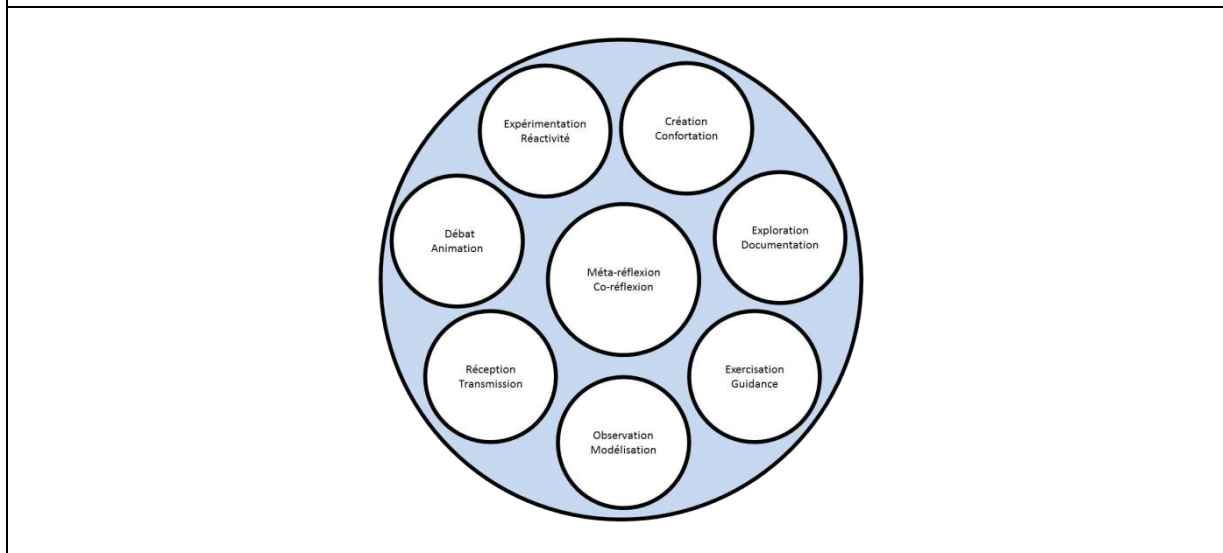 Expérimentation
Réactivité
Création
Confortation
Débat
Animation
Exploration
Documentation
Méta-réflexion
Co-réflexion
Réception
Transmission
Exercisation
Guidance
Observation
Modélisation